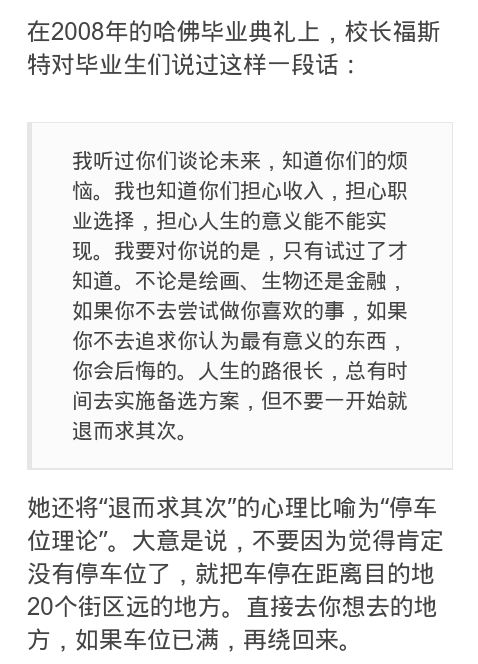 在2008年的哈佛毕业典礼上，校长福斯
特对毕业生们说过这样一段话：
我听过你们谈论未来，知道你们的烦
恼。我也知道你们担心收入，担心职
业选择，担心人生的意义能不能实
现。我要对你说的是，只有试过了才
知道。不论是绘画、生物还是金融，
如果你不去尝试做你喜欢的事，如果
你不去追求你认为最有意义的东西，
你会后悔的。人生的路很长，总有时
间去实施备选方案，但不要一开始就
退而求其次。
她还将“退而求其次”的心理比喻为“停车
位理论”。大意是说，不要因为觉得肯定
没有停车位了，就把车停在距离目的地
20个街区远的地方。直接去你想去的地
方，如果车位已满，再绕回来。